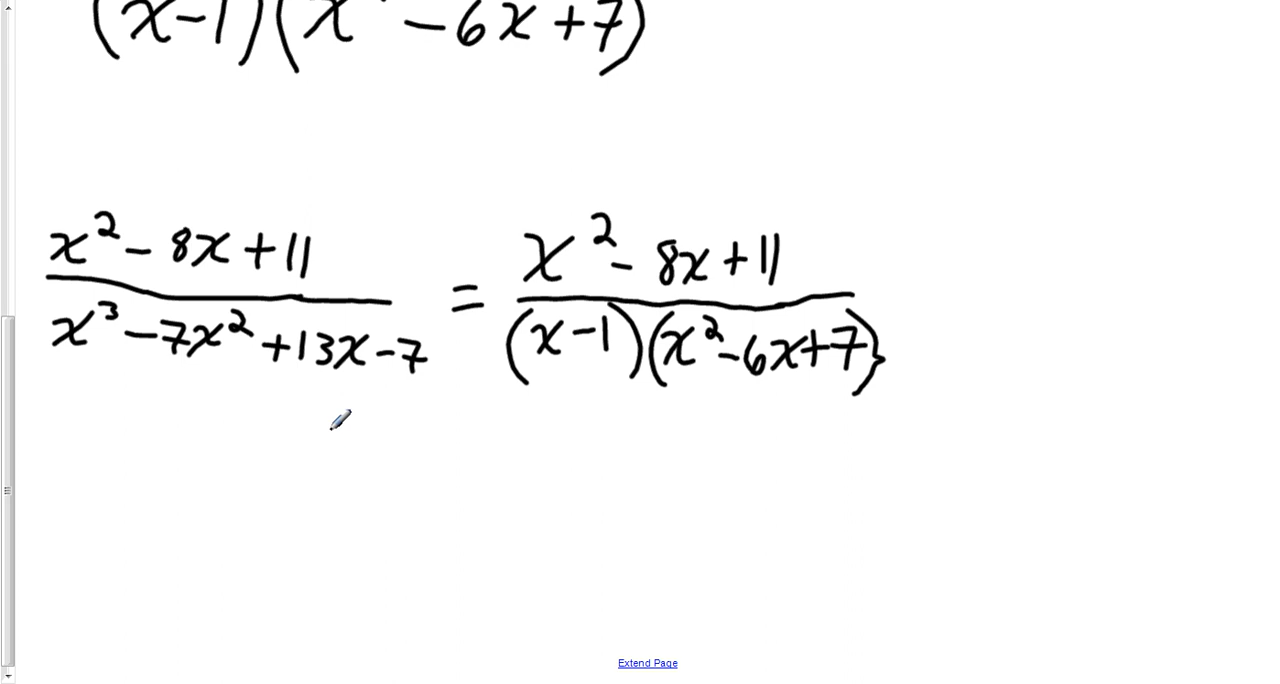 (x-1)(x² - 6x + 7)
x² - 8x + 11 / x³ - 7x² + 13x - 7 = x² - 8x + 11 / (x-1)(x² - 6x + 7)
Extend Page